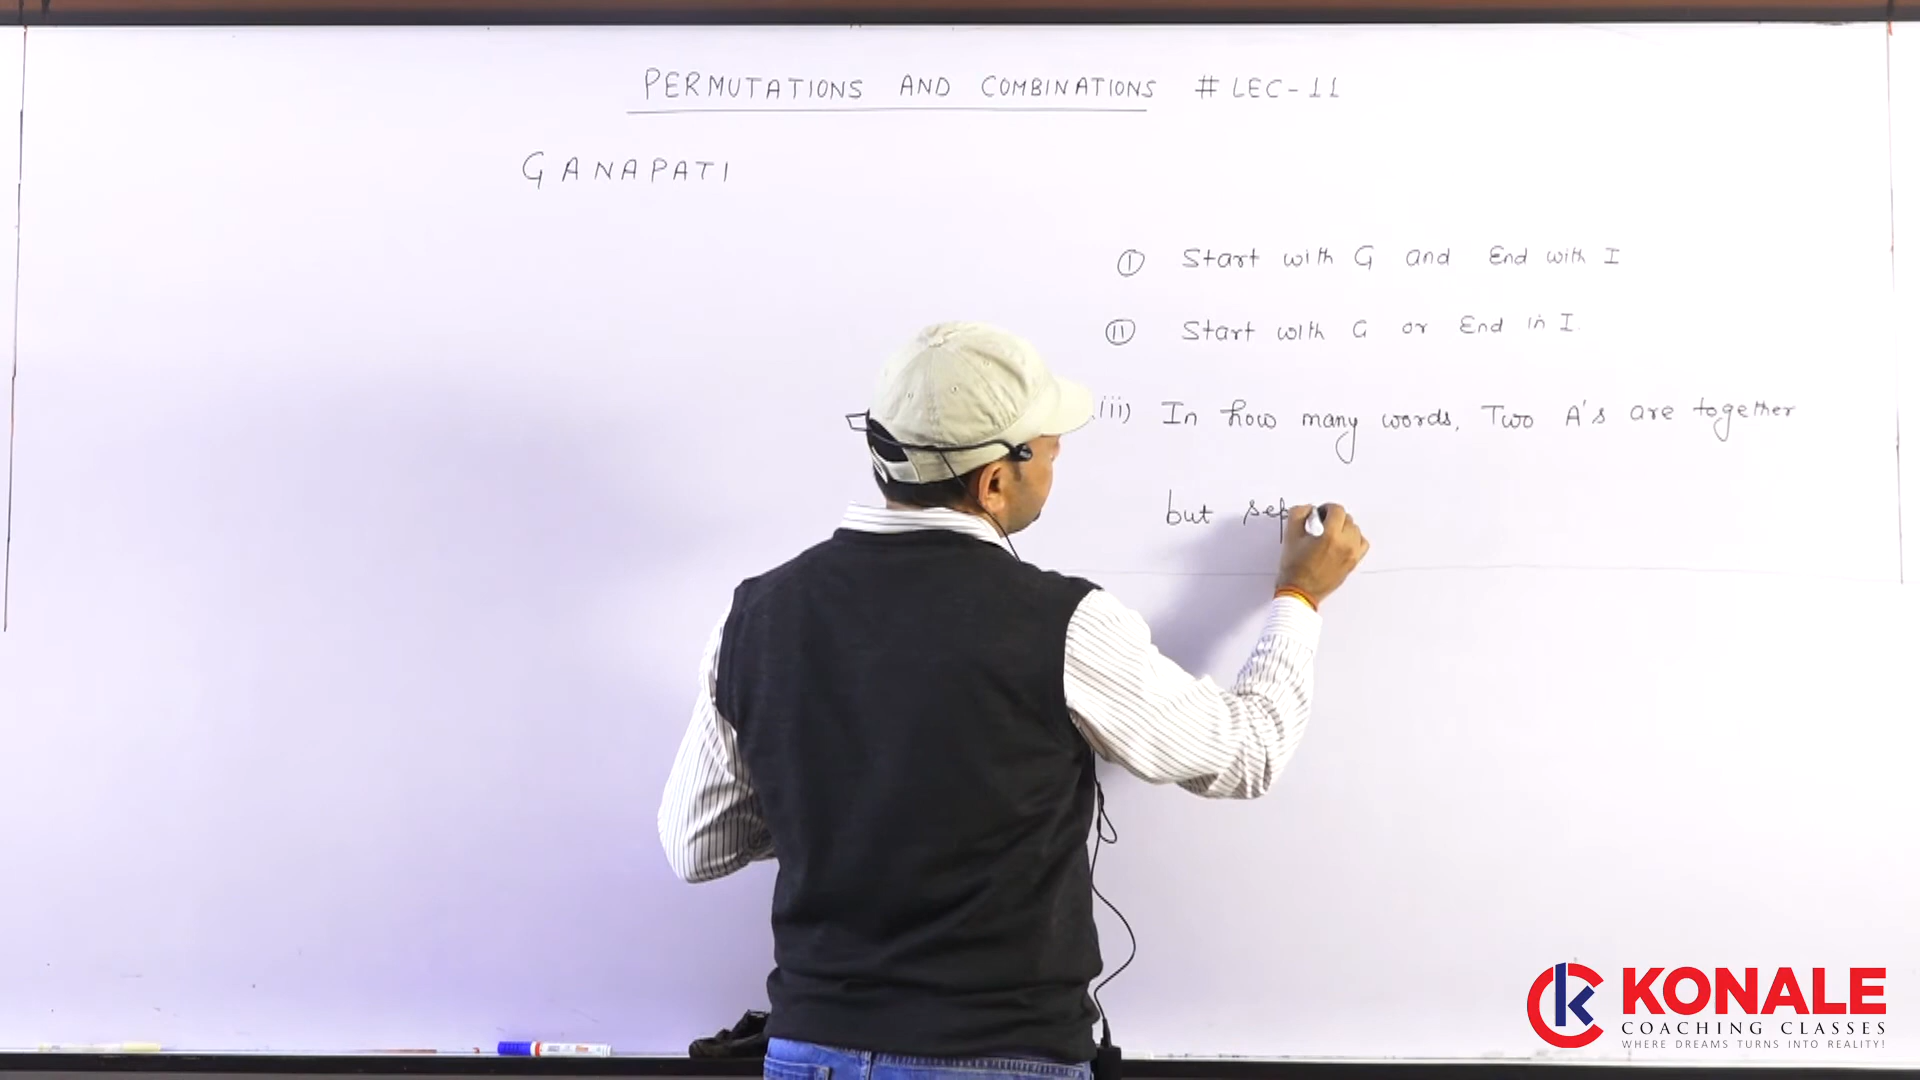 PERMUTATIONS AND COMBINATIONS # LEC-11
GANAPATI
(I) Start with G and End with I
(II) Start with G or End in I.
iii) In how many words, Two A's are together
but sep
KONALE
COACHING CLASSES
WHERE DREAMS TURNS INTO REALITY!